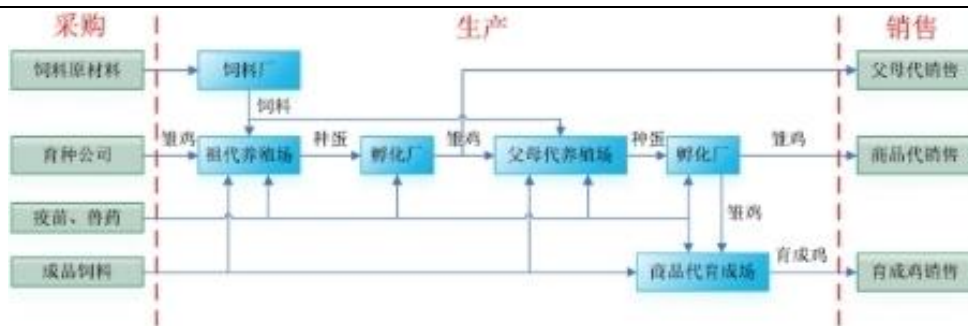 采购
生产
销售
饲料原材料
饲料厂
父母代销售
饲料
育种公司
雏鸡
祖代养殖场
种蛋
孵化厂
雏鸡
父母代养殖场
种蛋
孵化厂
雏鸡
商品代销售
疫苗、兽药
雏鸡
成品饲料
商品代育成场
育成鸡
育成鸡销售